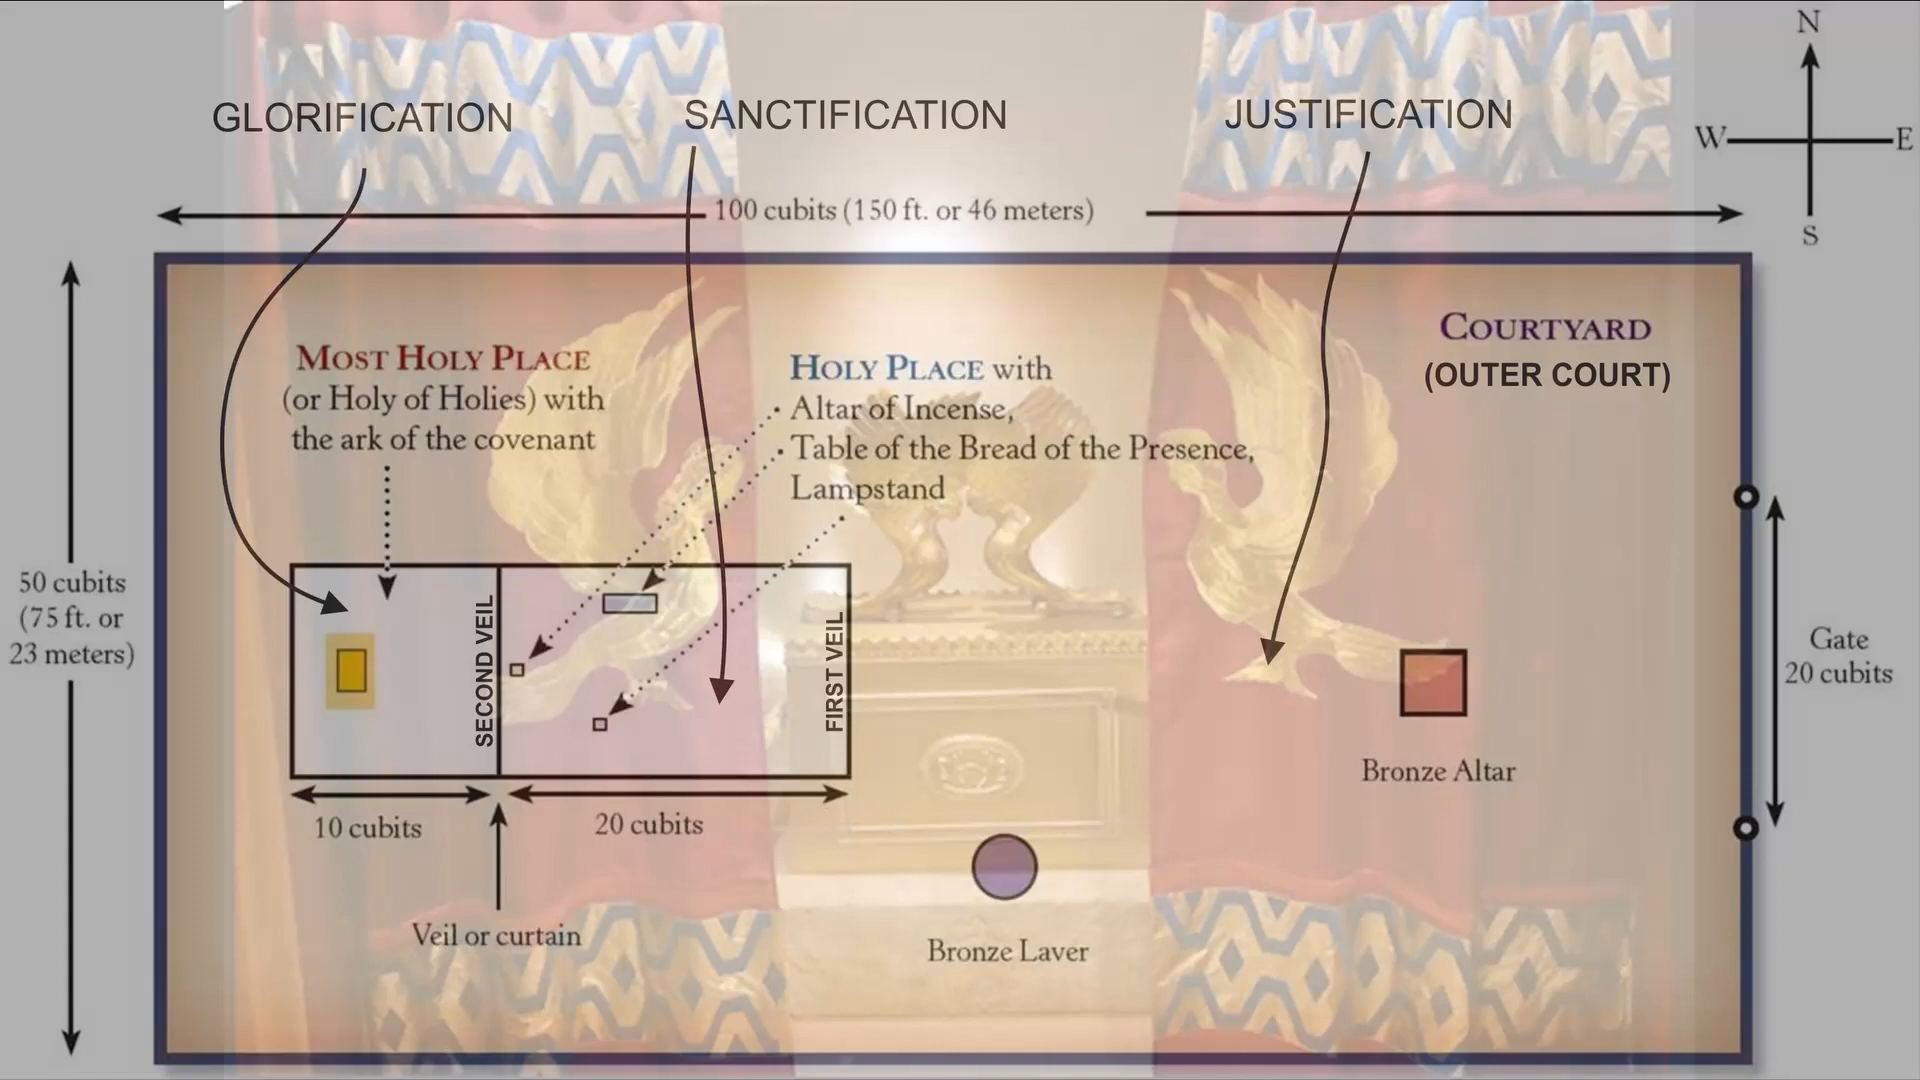 N
GLORIFICATION
SANCTIFICATION
JUSTIFICATION
W
E
100 cubits (150 ft. or 46 meters)
S
COURTYARD
(OUTER COURT)
MOST HOLY PLACE
(or Holy of Holies) with
the ark of the covenant
HOLY PLACE with
Altar of Incense,
Table of the Bread of the Presence,
Lampstand
50 cubits
(75 ft. or
23 meters)
SECOND VEIL
FIRST VEIL
Gate
20 cubits
Bronze Altar
10 cubits
20 cubits
Veil or curtain
Bronze Laver